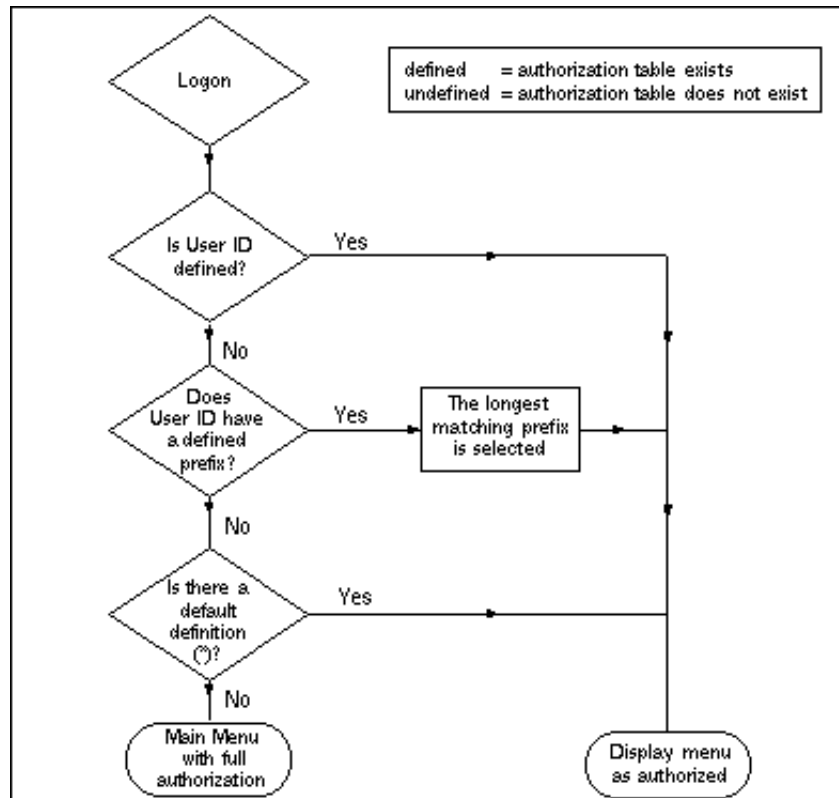 Logon
defined = authorization table exists
undefined = authorization table does not exist
Is User ID
defined?
Yes
No
Does
User ID have
a defined
prefix?
Yes
The longest
matching prefix
is selected
No
Is there a
default
definition
(*)?
Yes
No
Main Menu
with full
authorization
Display menu
as authorized